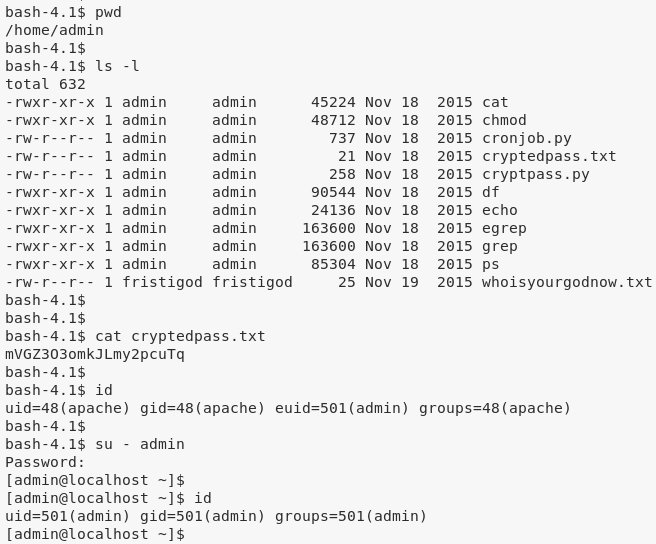 bash-4.1$ pwd
/home/admin
bash-4.1$
bash-4.1$ ls -l
total 632
-rwxr-xr-x 1 admin     admin      45224 Nov 18  2015 cat
-rwxr-xr-x 1 admin     admin      48712 Nov 18  2015 chmod
-rw-r--r-- 1 admin     admin        737 Nov 18  2015 cronjob.py
-rw-r--r-- 1 admin     admin         21 Nov 18  2015 cryptedpass.txt
-rw-r--r-- 1 admin     admin        258 Nov 18  2015 cryptpass.py
-rwxr-xr-x 1 admin     admin      90544 Nov 18  2015 df
-rwxr-xr-x 1 admin     admin      24136 Nov 18  2015 echo
-rwxr-xr-x 1 admin     admin     163600 Nov 18  2015 egrep
-rwxr-xr-x 1 admin     admin     163600 Nov 18  2015 grep
-rwxr-xr-x 1 admin     admin      85304 Nov 18  2015 ps
-rw-r--r-- 1 fristigod fristigod     25 Nov 19  2015 whoisyourgodnow.txt
bash-4.1$
bash-4.1$
bash-4.1$ cat cryptedpass.txt
mVGZ3O3omkJLmy2pcuTq
bash-4.1$
bash-4.1$ id
uid=48(apache) gid=48(apache) euid=501(admin) groups=48(apache)
bash-4.1$
bash-4.1$ su - admin
Password:
[admin@localhost ~]$
[admin@localhost ~]$ id
uid=501(admin) gid=501(admin) groups=501(admin)
[admin@localhost ~]$